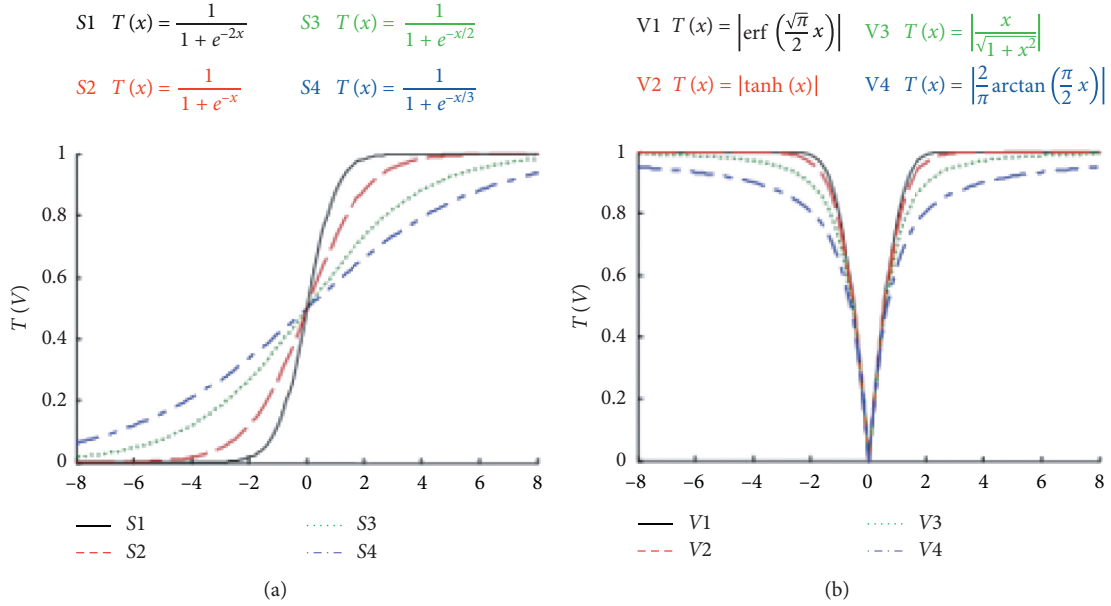 S1 T (x) = 1 / (1 + e^{-2x}) S3 T (x) = 1 / (1 + e^{-x/2})
S2 T (x) = 1 / (1 + e^{-x}) S4 T (x) = 1 / (1 + e^{-x/3})
T (V)
1
0.8
0.6
0.4
0.2
0
–8 –6 –4 –2 0 2 4 6 8
S1 S3
S2 S4
(a)
V1 T (x) = |erf (√π/2 x)| V3 T (x) = |x / √(1 + x²)|
V2 T (x) = |tanh (x)| V4 T (x) = |2/π arctan (π/2 x)|
T (V)
1
0.8
0.6
0.4
0.2
0
–8 –6 –4 –2 0 2 4 6 8
V1 V3
V2 V4
(b)